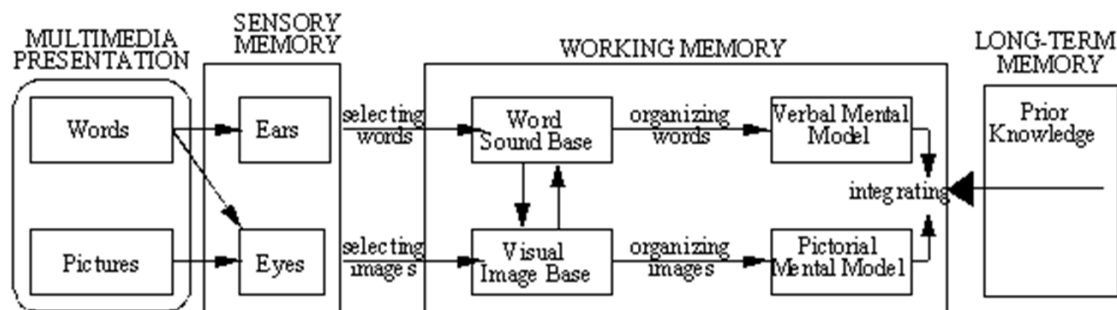 MULTIMEDIA
PRESENTATION
Words
Pictures
SENSORY
MEMORY
Ears
Eyes
selecting
words
selecting
images
WORKING MEMORY
Word
Sound Base
Visual
Image Base
organizing
words
organizing
images
Verbal Mental
Model
integrating
Pictorial
Mental Model
LONG-TERM
MEMORY
Prior
Knowledge